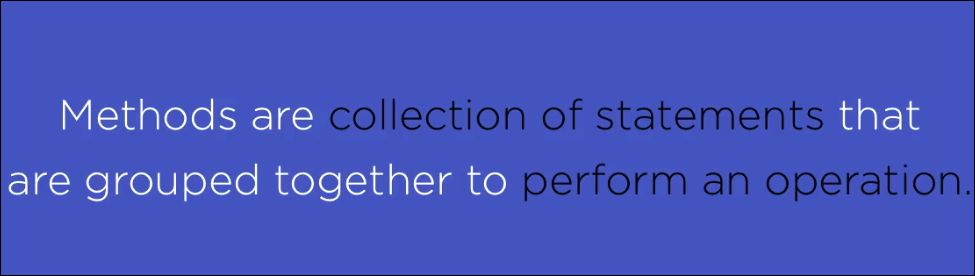 Methods are collection of statements that
are grouped together to perform an operation.